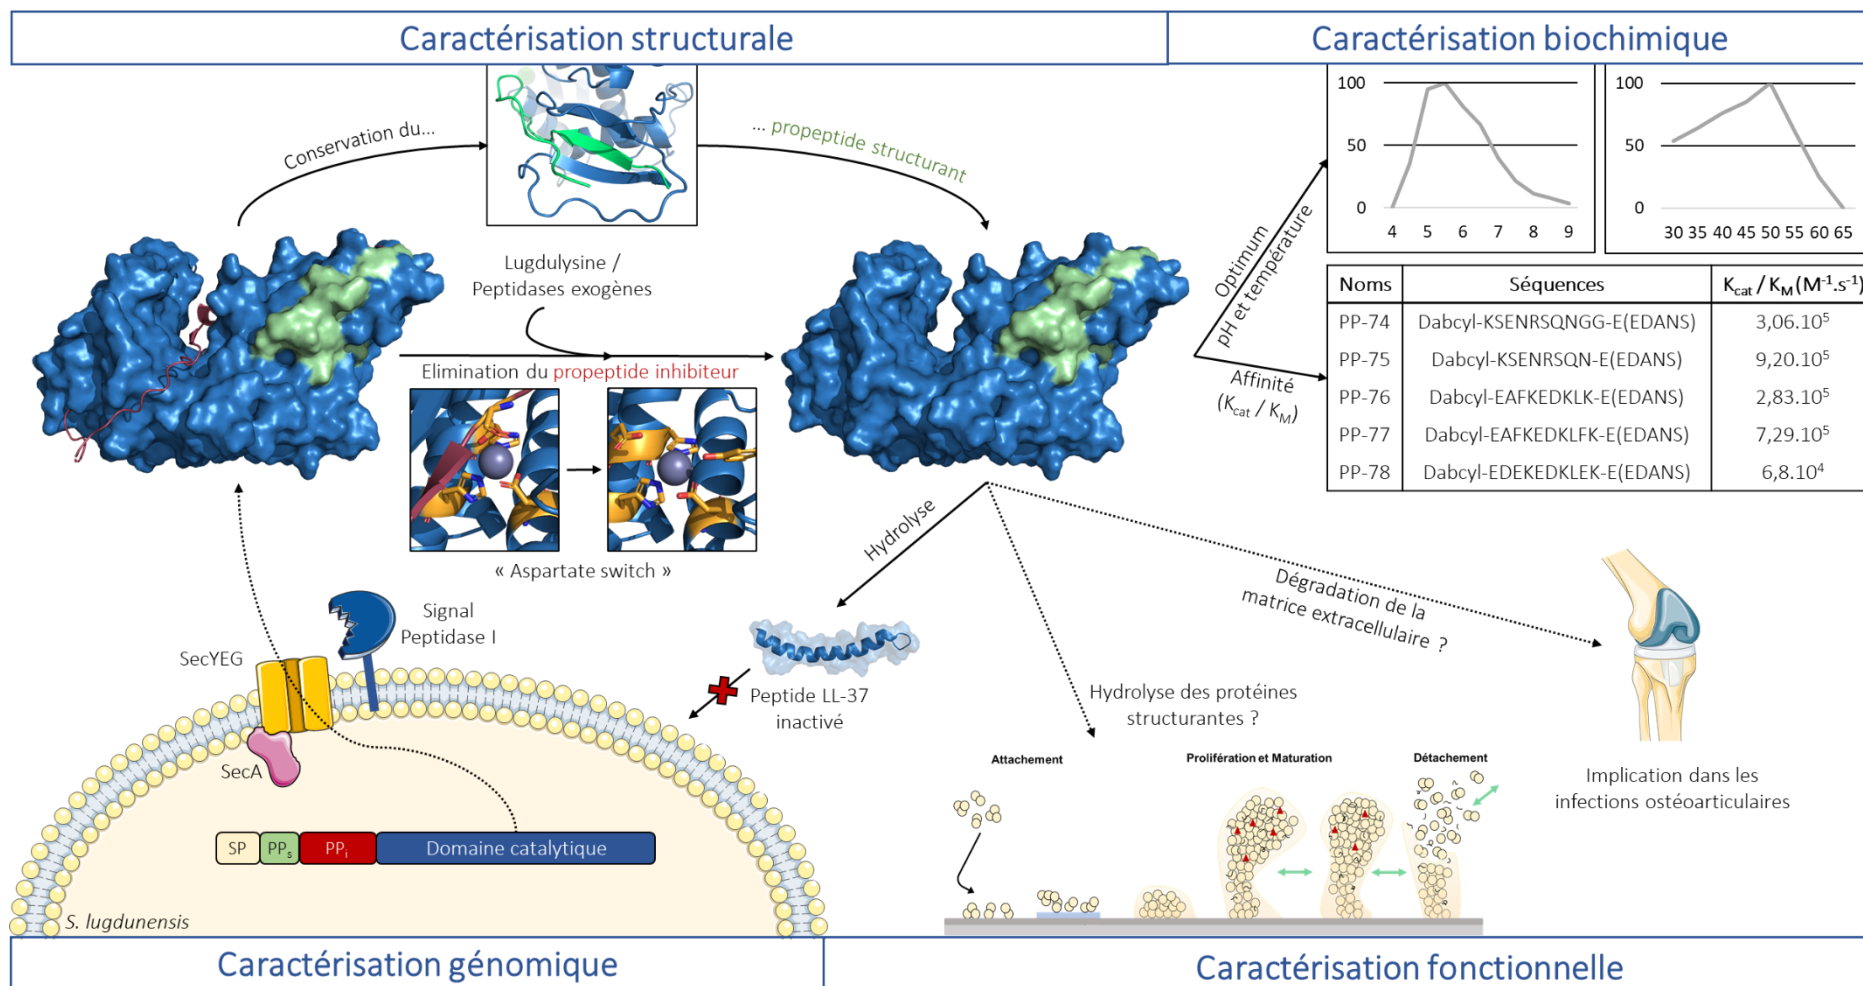 Caractérisation structurale
Caractérisation biochimique
Conservation du...
... propeptide structurant
Lugdulysine /
Peptidases exogènes
Elimination du propeptide inhibiteur
« Aspartate switch »
Optimum
pH et température
Affinité
(Kcat / KM)
100
50
0
4 5 6 7 8 9
100
50
0
30 35 40 45 50 55 60 65
Noms Séquences Kcat / KM (M-1.s-1)
PP-74 Dabcyl-KSENRSQNGG-E(EDANS) 3,06.10⁵
PP-75 Dabcyl-KSENRSQN-E(EDANS) 9,20.10⁵
PP-76 Dabcyl-EAFKEDKLK-E(EDANS) 2,83.10⁵
PP-77 Dabcyl-EAFKEDKLFK-E(EDANS) 7,29.10⁵
PP-78 Dabcyl-EDEKEDKLEK-E(EDANS) 6,8.10⁴
Signal
Peptidase I
SecYEG
SecA
SP PPs PPi Domaine catalytique
S. lugdunensis
Hydrolyse
Peptide LL-37
inactivé
Dégradation de la
matrice extracellulaire ?
Hydrolyse des protéines
structurantes ?
Attachement
Prolifération et Maturation
Détachement
Implication dans les
infections ostéoarticulaires
Caractérisation génomique
Caractérisation fonctionnelle